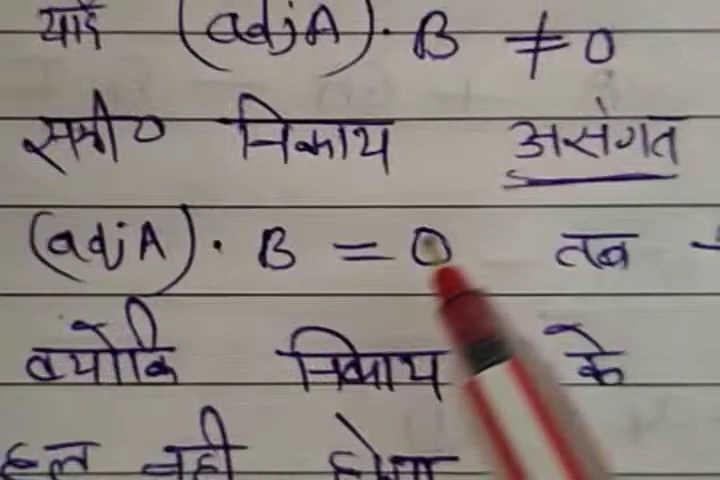 यदि (adjA). B ≠ 0
समी० निकाय असंगत
(adjA). B = 0 तब
क्योकि निकाय के
हल नही होगा